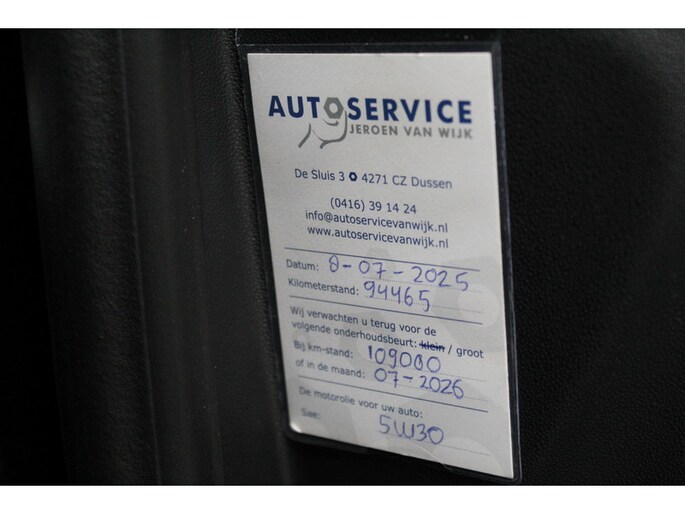 AUTOSERVICE
JEROEN VAN WIJK
De Sluis 3 4271 CZ Dussen
(0416) 39 14 24
info@autoservicevanwijk.nl
www.autoservicevanwijk.nl
Datum: 8-07-2025
Kilometerstand: 94465
Wij verwachten u terug voor de
volgende onderhoudsbeurt: klein / groot
Bij km-stand: 109000
of in de maand: 07-2026
De motorolie voor uw auto:
Sae: 5W30